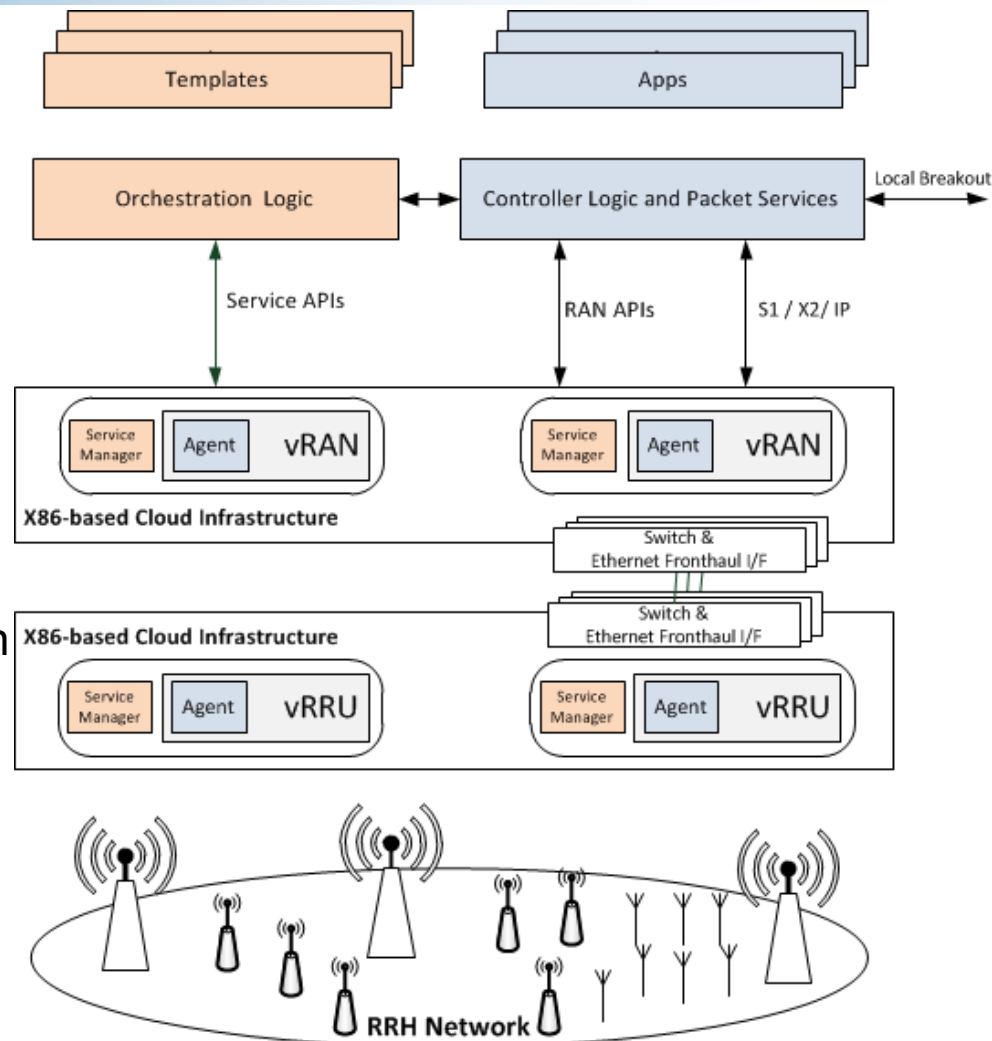 Templates
Apps
Orchestration Logic
Controller Logic and Packet Services
Local Breakout
Service APIs
RAN APIs
S1 / X2/ IP
Service
Manager
Agent
vRAN
Service
Manager
Agent
vRAN
X86-based Cloud Infrastructure
Switch &
Ethernet Fronthaul I/F
Switch &
Ethernet Fronthaul I/F
X86-based Cloud Infrastructure
Service
Manager
Agent
vRRU
Service
Manager
Agent
vRRU
RRH Network